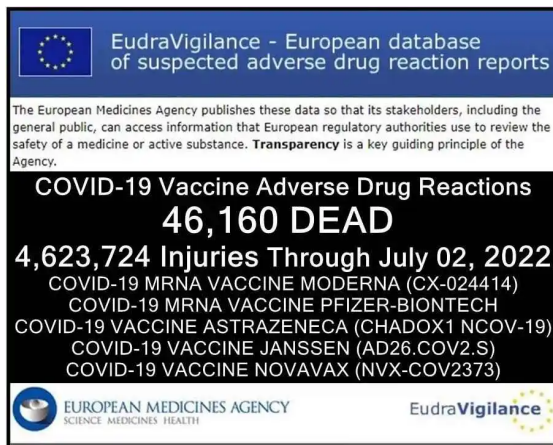 EudraVigilance - European database
of suspected adverse drug reaction reports
The European Medicines Agency publishes these data so that its stakeholders, including the
general public, can access information that European regulatory authorities use to review the
safety of a medicine or active substance. Transparency is a key guiding principle of the
Agency.
COVID-19 Vaccine Adverse Drug Reactions
46,160 DEAD
4,623,724 Injuries Through July 02, 2022
COVID-19 MRNA VACCINE MODERNA (CX-024414)
COVID-19 MRNA VACCINE PFIZER-BIONTECH
COVID-19 VACCINE ASTRAZENECA (CHADOX1 NCOV-19)
COVID-19 VACCINE JANSSEN (AD26.COV2.S)
COVID-19 VACCINE NOVAVAX (NVX-COV2373)
EUROPEAN MEDICINES AGENCY
SCIENCE MEDICINES HEALTH
EudraVigilance